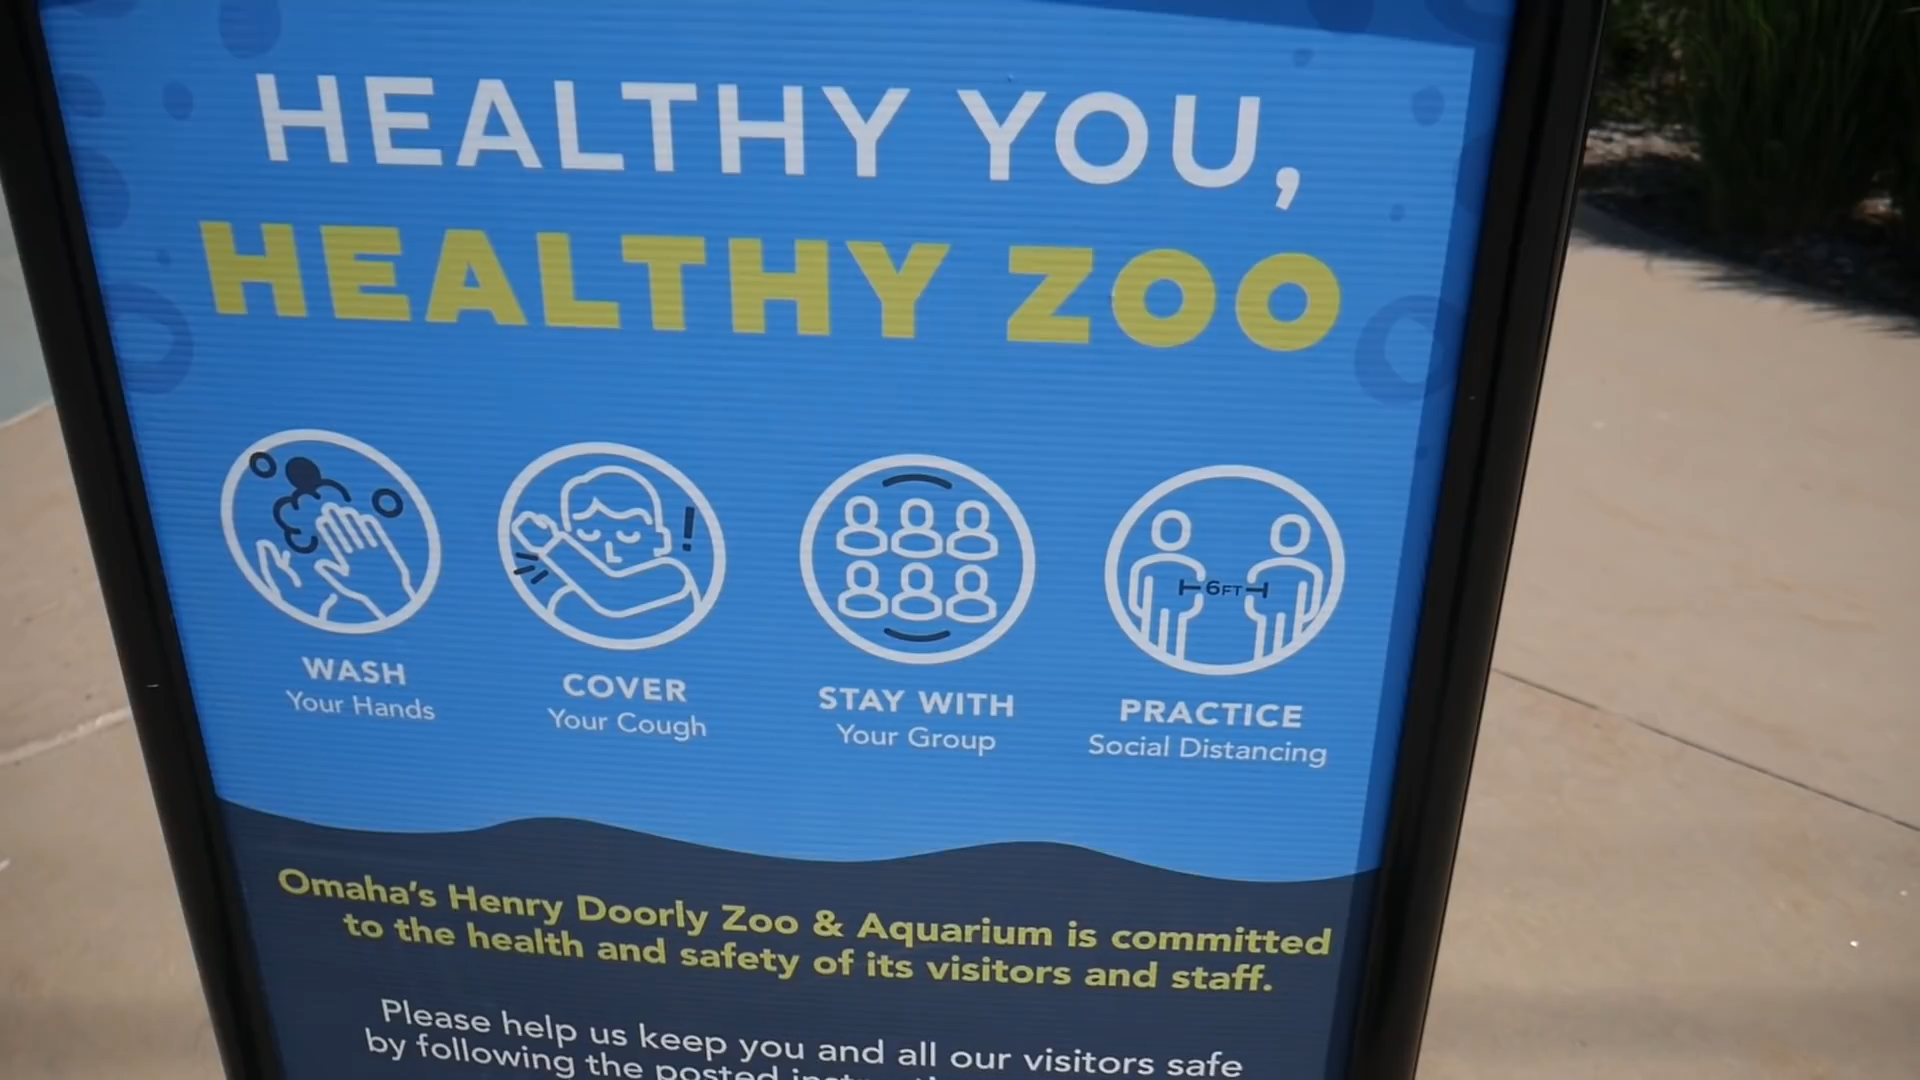 HEALTHY YOU,
HEALTHY ZOO
6FT
WASH
Your Hands
COVER
Your Cough
STAY WITH
Your Group
PRACTICE
Social Distancing
Omaha's Henry Doorly Zoo & Aquarium is committed
to the health and safety of its visitors and staff.
Please help us keep you and all our visitors safe
by following the posted